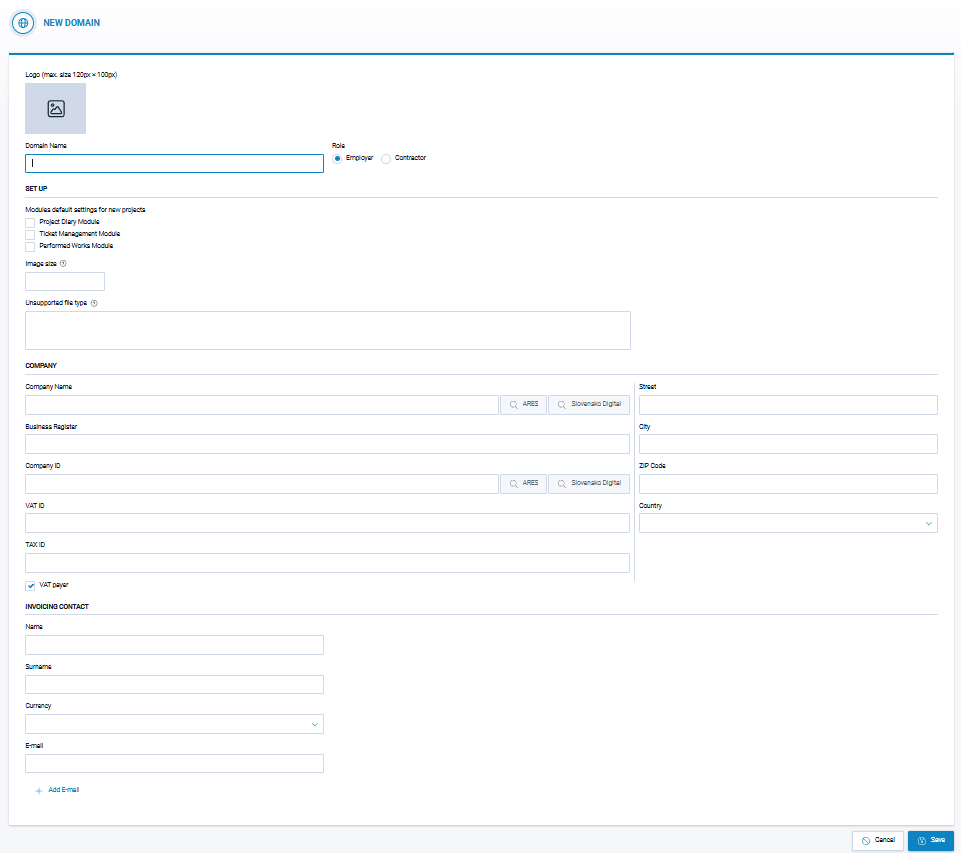 NEW DOMAIN
Logo (max. size 120px × 100px)
Domain Name
Role
Employer
Contractor
SET UP
Modules default settings for new projects
Project Diary Module
Ticket Management Module
Performed Works Module
Image size
Unsupported file type
COMPANY
Company Name
ARES
Slovensko Digital
Street
Business Register
City
Company ID
ARES
Slovensko Digital
ZIP Code
VAT ID
Country
TAX ID
VAT payer
INVOICING CONTACT
Name
Surname
Currency
E-mail
Add E-mail
Cancel
Save